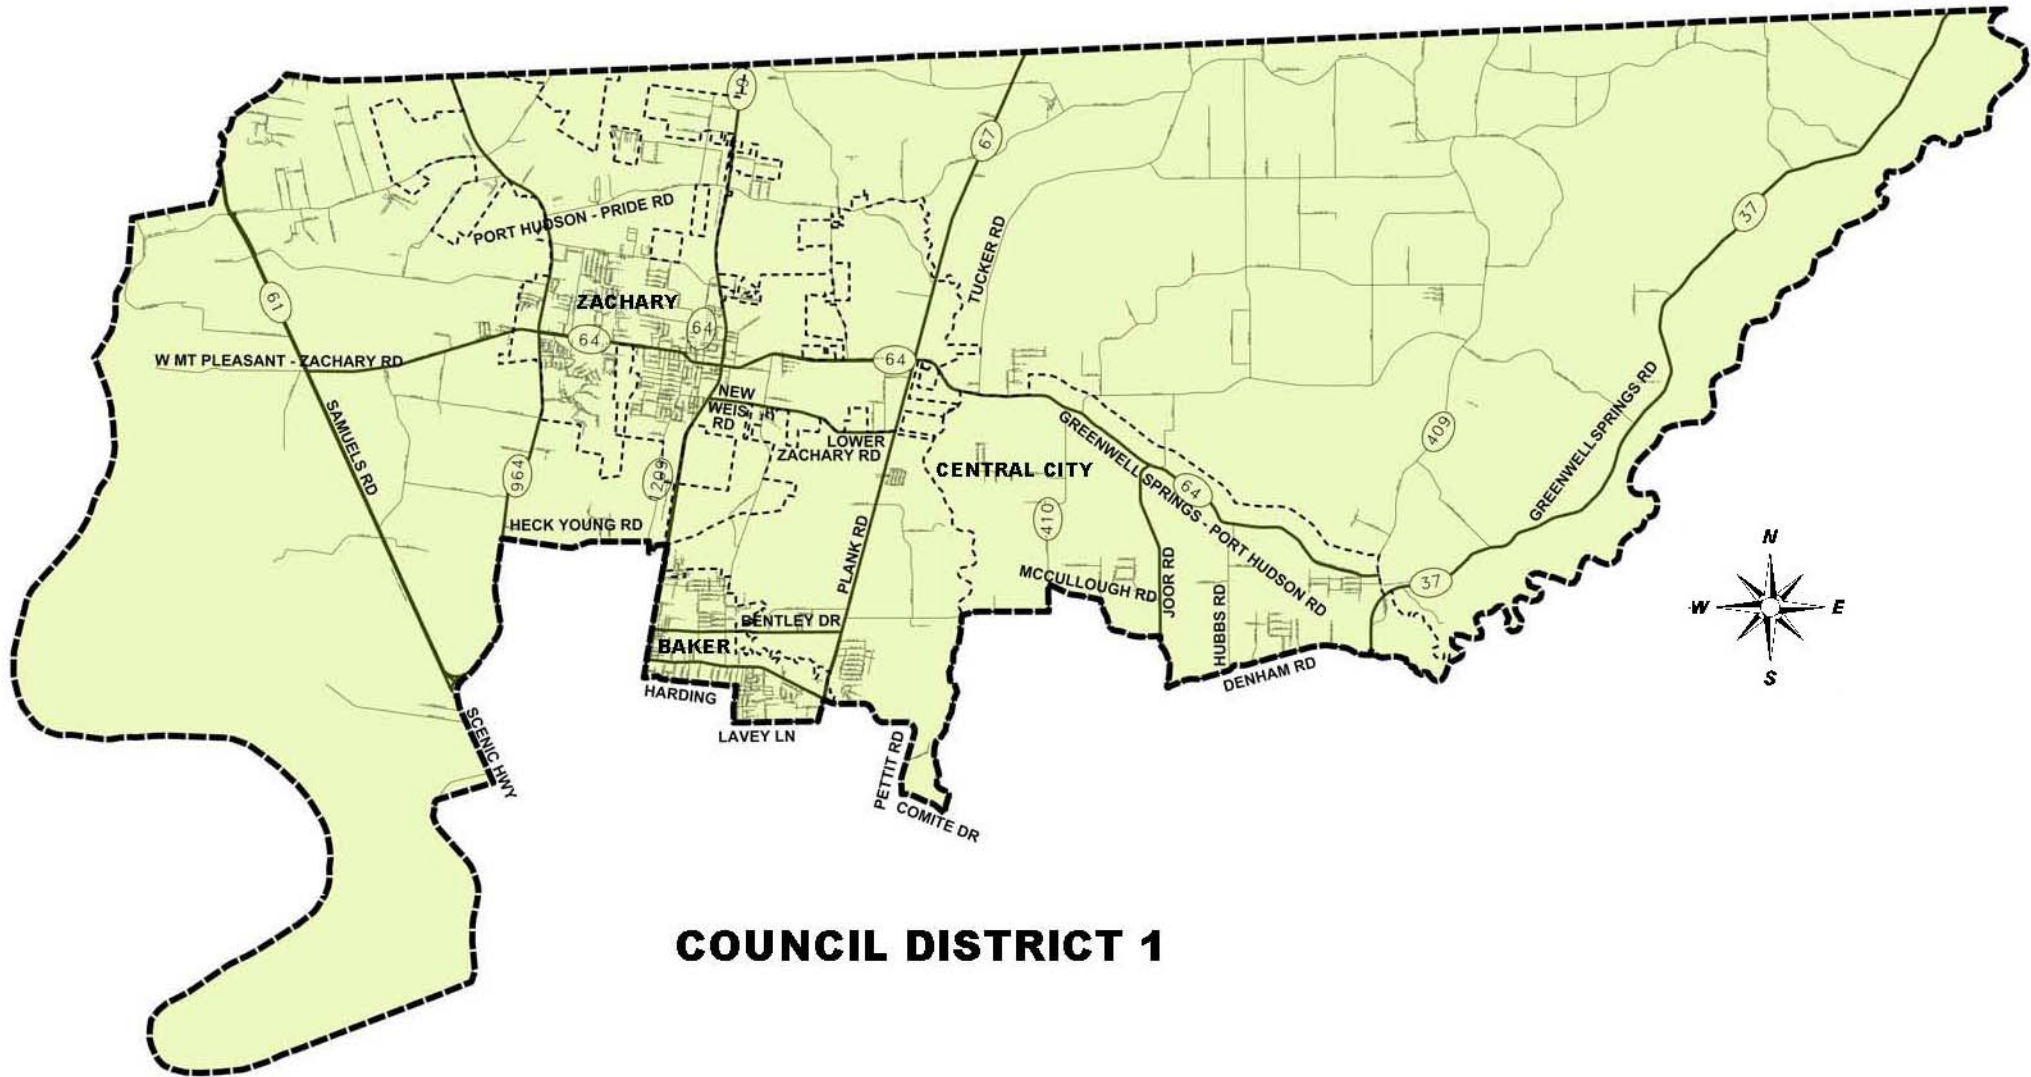 67
PORT HUDSON - PRIDE RD
TUCKER RD
37
61
ZACHARY
64
64
64
W MT PLEASANT - ZACHARY RD
NEW
WEIS
RD
SAMUELS RD
LOWER
ZACHARY RD
CENTRAL CITY
GREENWELL SPRINGS - PORT HUDSON RD
409
GREENWELLSPRINGS RD
964
1209
64
410
HECK YOUNG RD
PLANK RD
MCCULLOUGH RD
JOOR RD
HUBBS RD
37
BENTLEY DR
BAKER
HARDING
DENHAM RD
LAVEY LN
SCENIC HWY
PETTIT RD
COMITE DR
N
W
E
S
COUNCIL DISTRICT 1